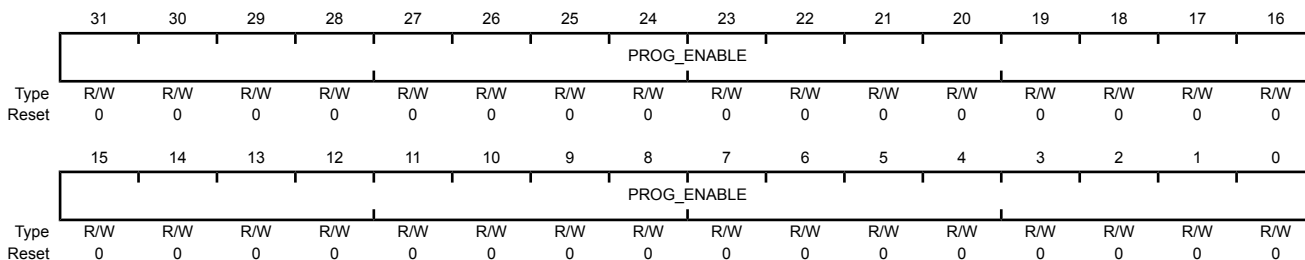 31 30 29 28 27 26 25 24 23 22 21 20 19 18 17 16
PROG_ENABLE
Type R/W R/W R/W R/W R/W R/W R/W R/W R/W R/W R/W R/W R/W R/W R/W R/W
Reset 0 0 0 0 0 0 0 0 0 0 0 0 0 0 0 0
15 14 13 12 11 10 9 8 7 6 5 4 3 2 1 0
PROG_ENABLE
Type R/W R/W R/W R/W R/W R/W R/W R/W R/W R/W R/W R/W R/W R/W R/W R/W
Reset 0 0 0 0 0 0 0 0 0 0 0 0 0 0 0 0